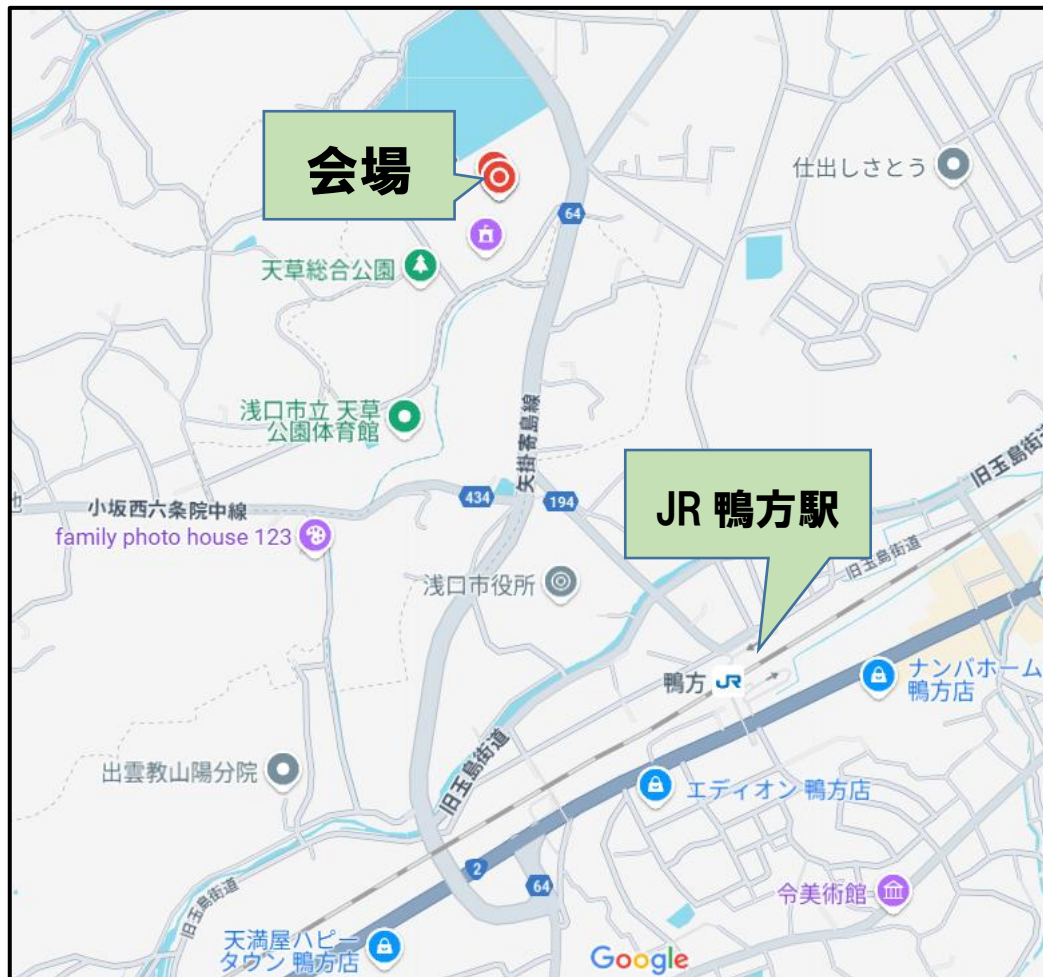 会場
64
仕出しさとう
天草総合公園
浅口市立 天草
公園体育館
矢掛寄島線
旧玉島街道
434
194
池
小坂西六条院中線
family photo house 123
JR 鴨方駅
旧玉島街道
浅口市役所
鴨方 JR
ナンバホーム
鴨方店
旧玉島街道
出雲教山陽分院
エディオン 鴨方店
2
64
令美術館
旧玉島街道
天満屋ハピー
タウン 鴨方店
Google